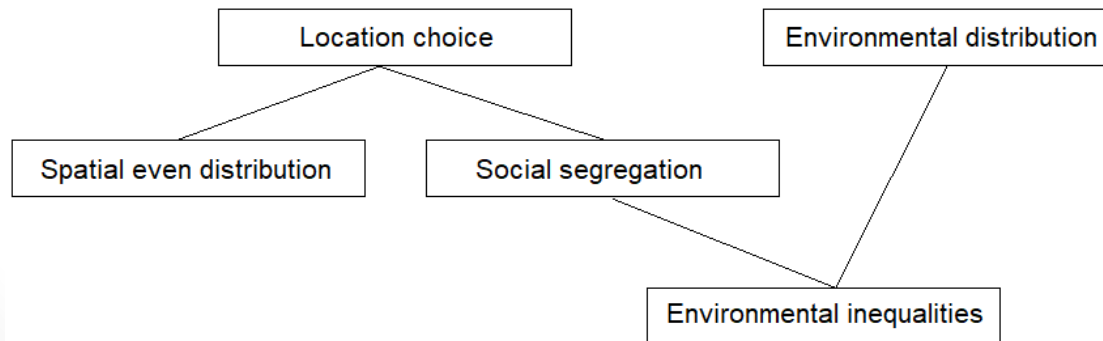 Location choice
Environmental distribution
Spatial even distribution
Social segregation
Environmental inequalities